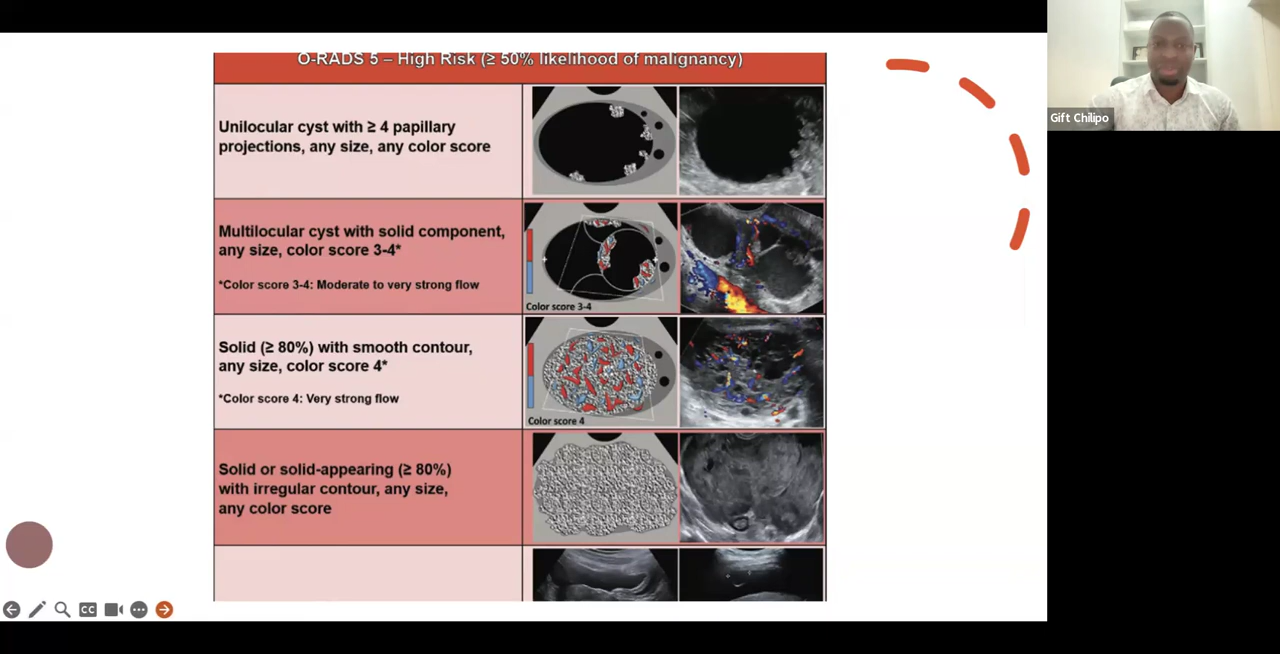 O-RADS 5 – High Risk (≥ 50% likelihood of malignancy)
Unilocular cyst with ≥ 4 papillary
projections, any size, any color score
Multilocular cyst with solid component,
any size, color score 3-4*
*Color score 3-4: Moderate to very strong flow
Color score 3-4
Solid (≥ 80%) with smooth contour,
any size, color score 4*
*Color score 4: Very strong flow
Color score 4
Solid or solid-appearing (≥ 80%)
with irregular contour, any size,
any color score
Gift Chilipo
CC